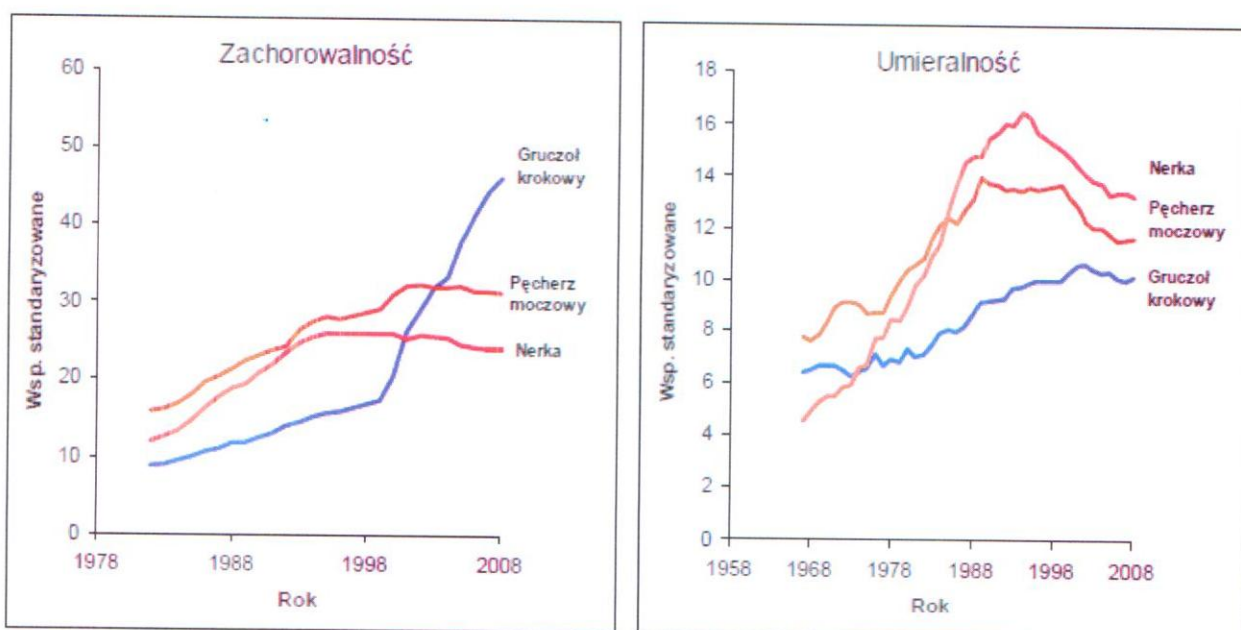 Zachorowalność
60
50
40
30
20
10
0
Wsp. standaryzowane
Gruczoł
krokowy
Pęcherz
moczowy
Nerka
1978
1988
1998
2008
Rok
Umieralność
18
16
14
12
10
8
6
4
2
0
Wsp. standaryzowane
Nerka
Pęcherz
moczowy
Gruczoł
krokowy
1958
1968
1978
1988
1998
2008
Rok